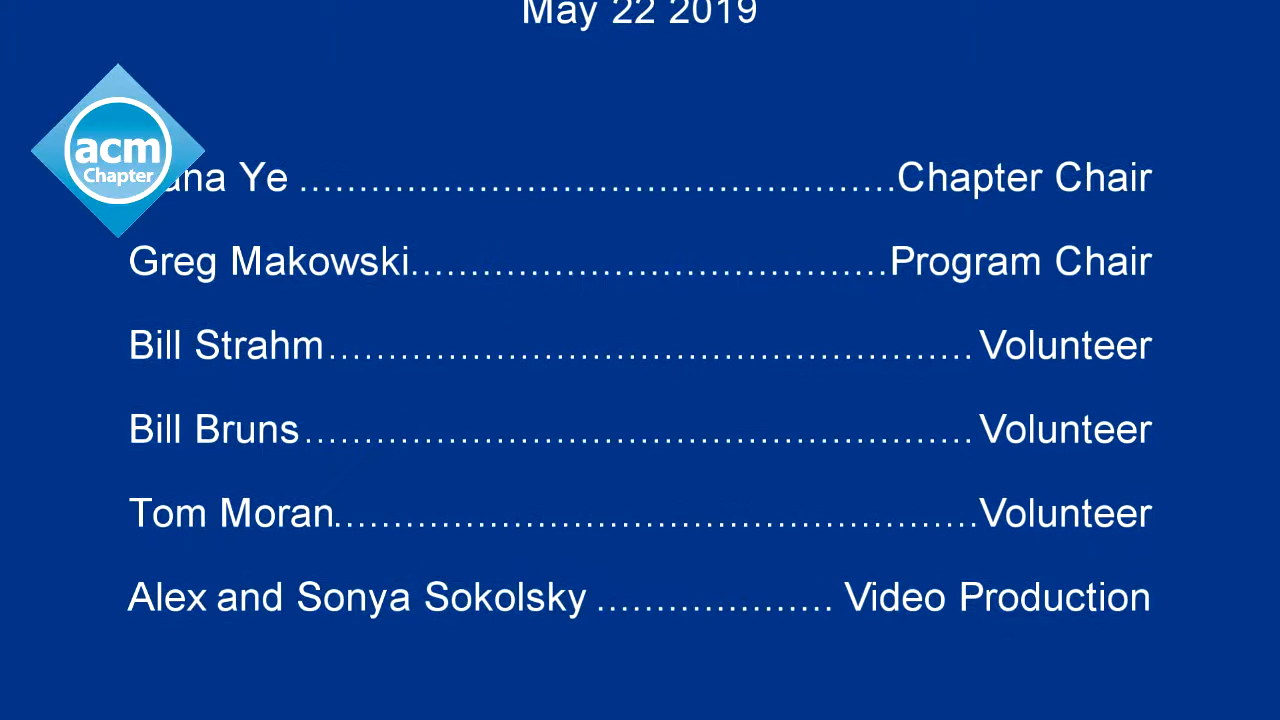 May 22 2019
acm
Chapter
Ye ..................................................Chapter Chair
Greg Makowski........................................Program Chair
Bill Strahm...................................................... Volunteer
Bill Bruns........................................................ Volunteer
Tom Moran......................................................Volunteer
Alex and Sonya Sokolsky .................... Video Production